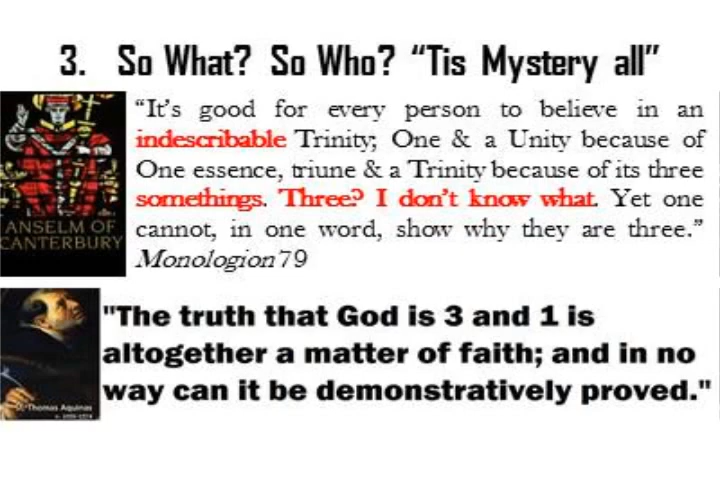 3. So What? So Who? “Tis Mystery all”
“It’s good for every person to believe in an
indescribable Trinity; One & a Unity because of
One essence, triune & a Trinity because of its three
somethings. Three? I don’t know what. Yet one
cannot, in one word, show why they are three.”
Monologion 79
ANSELM OF
CANTERBURY
"The truth that God is 3 and 1 is
altogether a matter of faith; and in no
way can it be demonstratively proved."
St. Thomas Aquinas